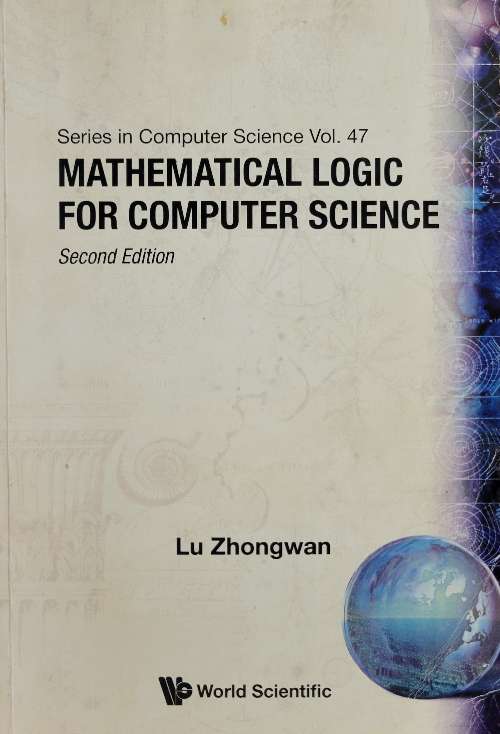 Series in Computer Science Vol. 47
MATHEMATICAL LOGIC
FOR COMPUTER SCIENCE
Second Edition
Lu Zhongwan
World Scientific